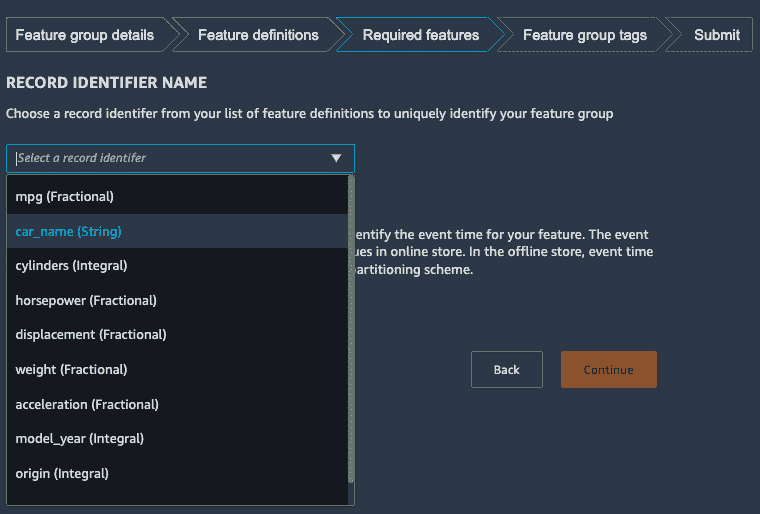 Feature group details
Feature definitions
Required features
Feature group tags
Submit
RECORD IDENTIFIER NAME
Choose a record identifer from your list of feature definitions to uniquely identify your feature group
Select a record identifer
mpg (Fractional)
car_name (String)
entify the event time for your feature. The event
cylinders (Integral)
ues in online store. In the offline store, event time
artitioning scheme.
horsepower (Fractional)
displacement (Fractional)
weight (Fractional)
Back
Continue
acceleration (Fractional)
model_year (Integral)
origin (Integral)